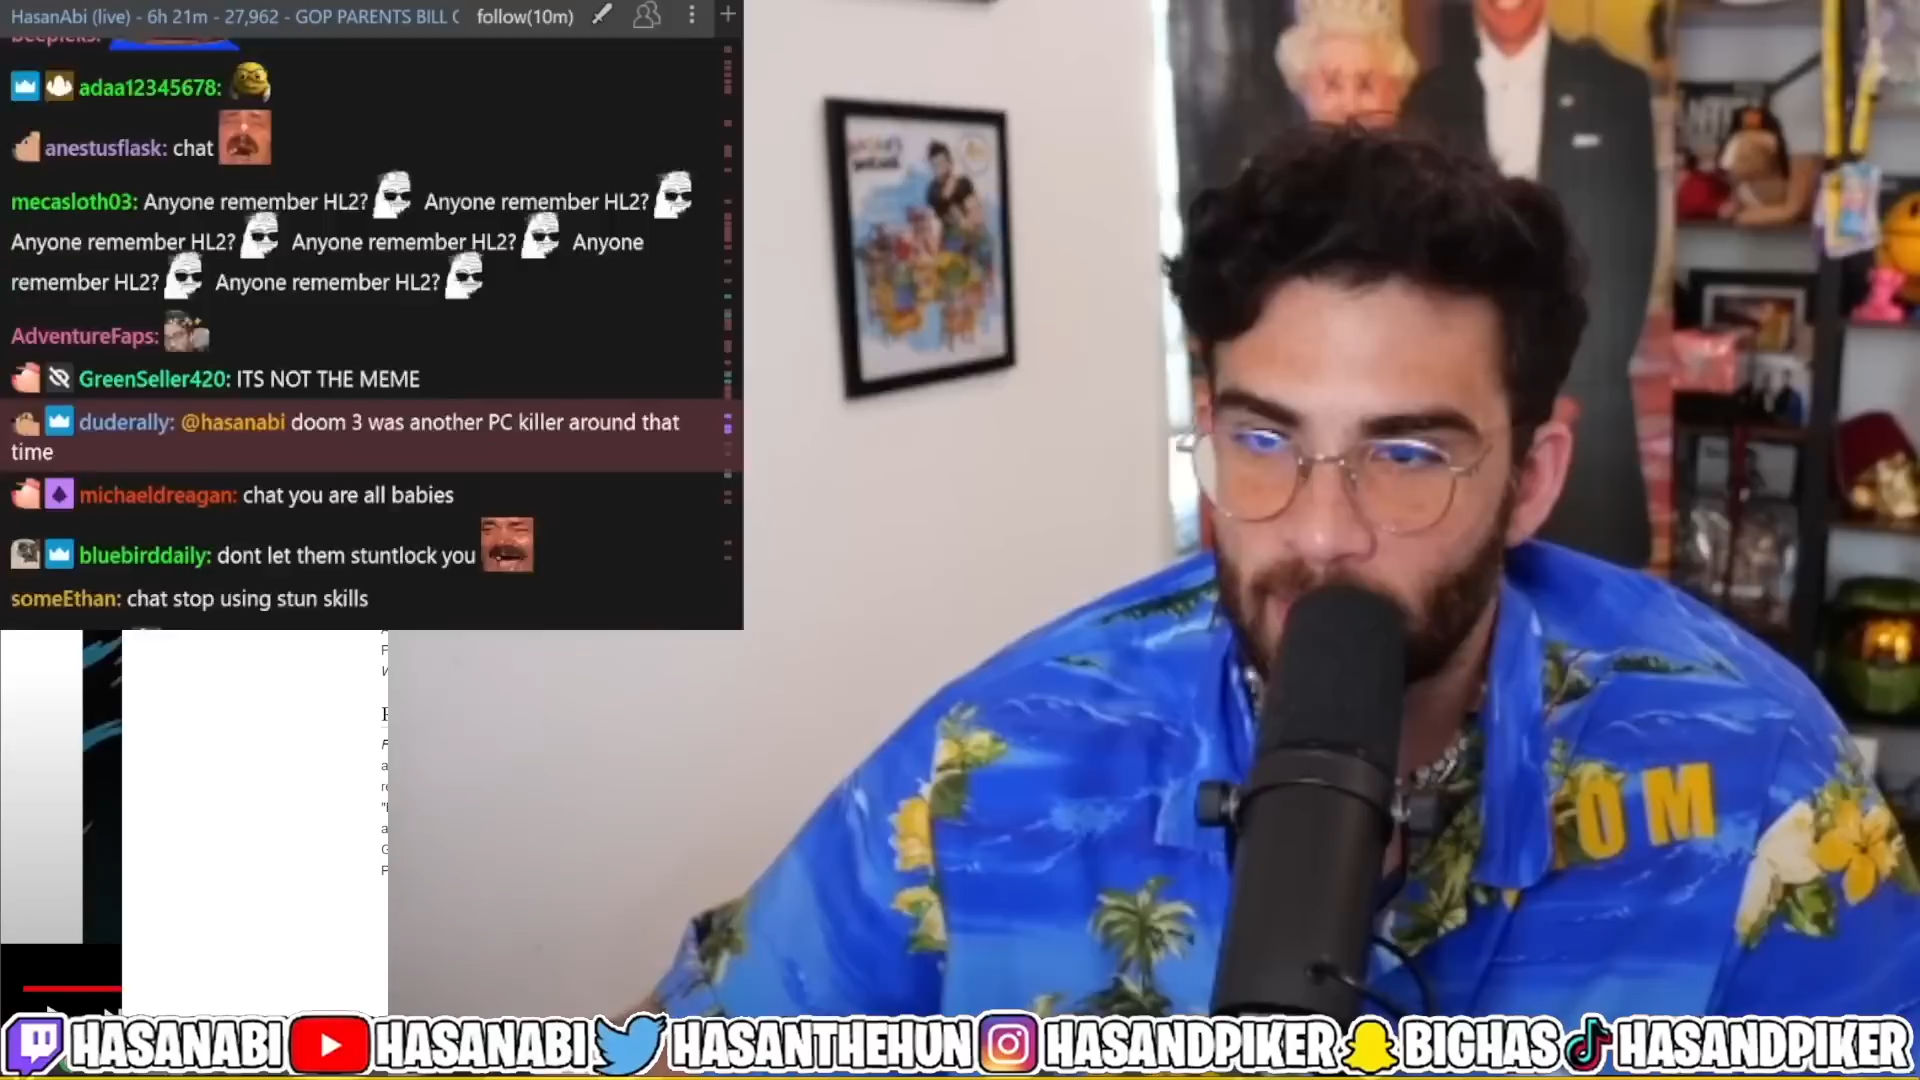 HasanAbi (live) - 6h 21m - 27,962 - GOP PARENTS BILL
follow(10m)
adaa12345678:
anestusflask: chat
mecasloth03: Anyone remember HL2? Anyone remember HL2?
Anyone remember HL2? Anyone remember HL2? Anyone
remember HL2? Anyone remember HL2?
AdventureFaps:
GreenSeller420: ITS NOT THE MEME
duderally: @hasanabi doom 3 was another PC killer around that
time
michaeldreagan: chat you are all babies
bluebirddaily: dont let them stuntlock you
someEthan: chat stop using stun skills
OM
HASANABI HASANABI HASANTHEHUN HASANDPIKER BIGHAS HASANDPIKER